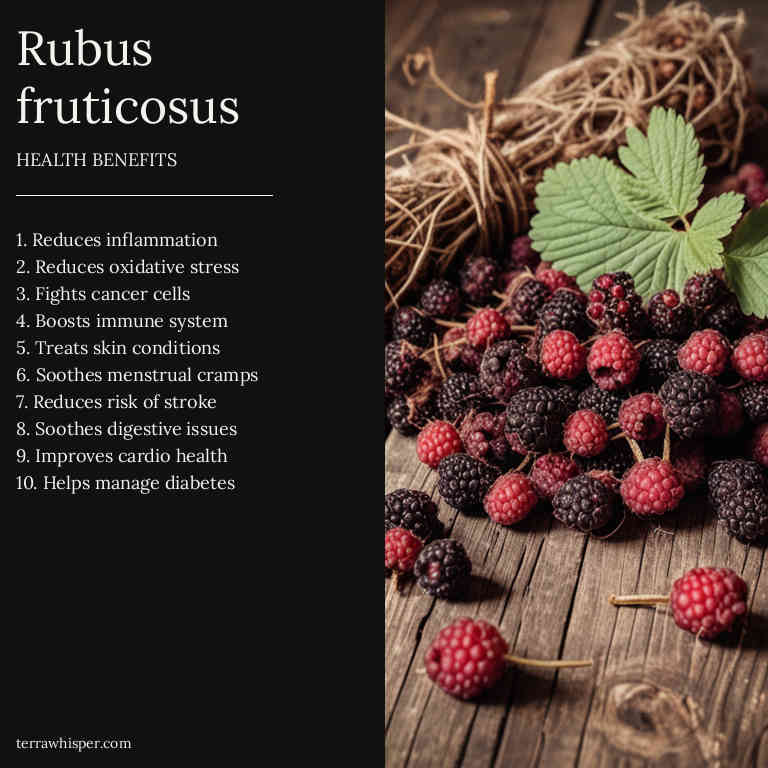 Rubus
fruticosus
HEALTH BENEFITS
1. Reduces inflammation
2. Reduces oxidative stress
3. Fights cancer cells
4. Boosts immune system
5. Treats skin conditions
6. Soothes menstrual cramps
7. Reduces risk of stroke
8. Soothes digestive issues
9. Improves cardio health
10. Helps manage diabetes
terrawhisper.com